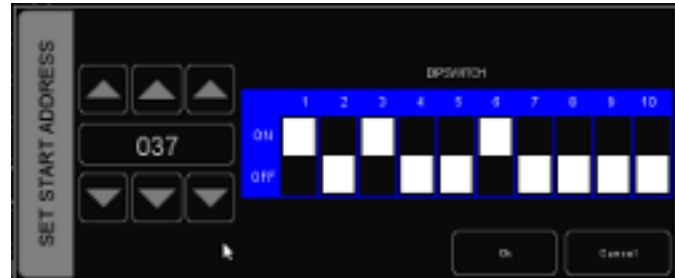 SET START ADDRESS
037
DIPSWITCH
1 2 3 4 5 6 7 8 9 10
ON
OFF
Ok
Cancel